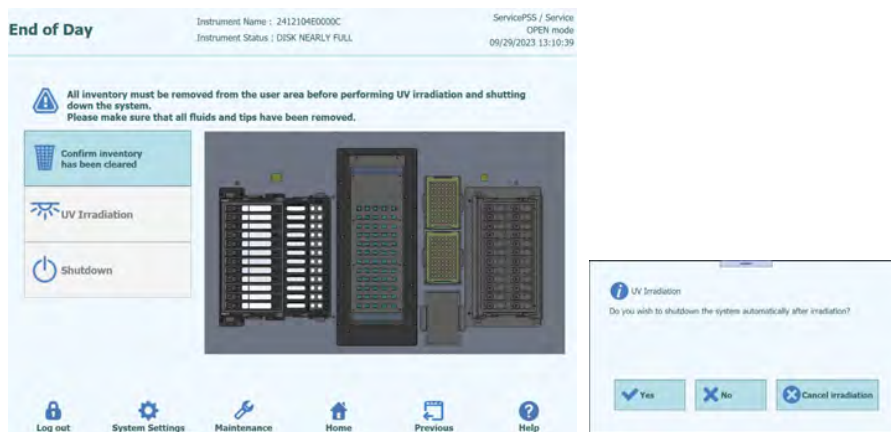 End of Day
Instrument Name : 2412104E0000C
Instrument Status : DISK NEARLY FULL
ServicePSS / Service
OPEN mode
09/29/2023 13:10:39
All inventory must be removed from the user area before performing UV irradiation and shutting
down the system.
Please make sure that all fluids and tips have been removed.
Confirm inventory
has been cleared
UV Irradiation
Shutdown
Log out
System Settings
Maintenance
Home
Previous
Help
UV Irradiation
Do you wish to shutdown the system automatically after irradiation?
Yes
No
Cancel irradiation